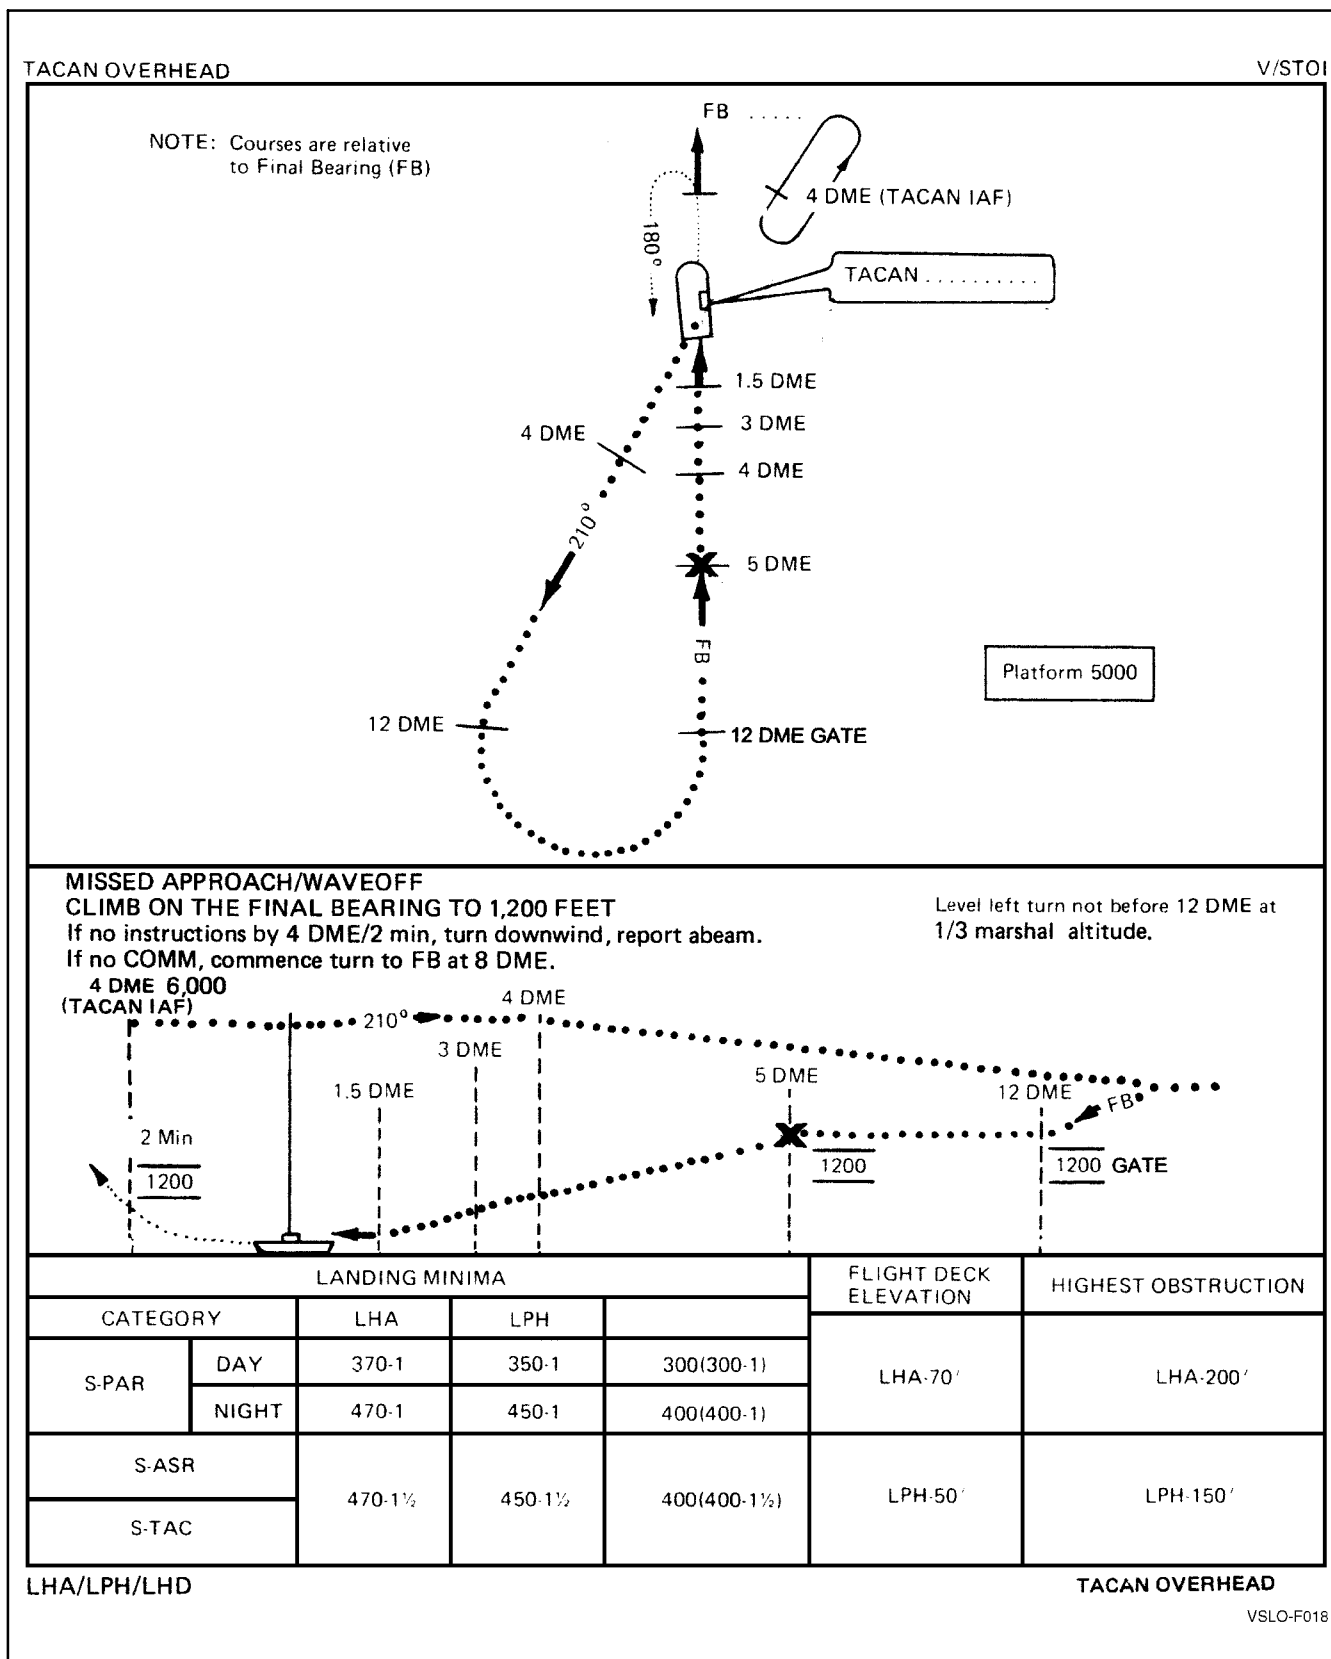 TACAN OVERHEAD
V/STOl
NOTE: Courses are relative
to Final Bearing (FB)
FB .....
4 DME (TACAN IAF)
180°
TACAN ..........
1.5 DME
3 DME
4 DME
4 DME
210°
5 DME
FB
Platform 5000
12 DME
12 DME GATE
MISSED APPROACH/WAVEOFF
CLIMB ON THE FINAL BEARING TO 1,200 FEET
If no instructions by 4 DME/2 min, turn downwind, report abeam.
If no COMM, commence turn to FB at 8 DME.
Level left turn not before 12 DME at
1/3 marshal altitude.
4 DME 6,000
(TACAN IAF)
210°
4 DME
3 DME
1.5 DME
5 DME
12 DME
FB
2 Min
1200
1200
1200 GATE
LANDING MINIMA
FLIGHT DECK
ELEVATION
HIGHEST OBSTRUCTION
CATEGORY LHA LPH
S-PAR
DAY 370-1 350-1 300(300-1)
NIGHT 470-1 450-1 400(400-1)
LHA-70′ LHA-200′
S-ASR
S-TAC
470-1½ 450-1½ 400(400-1½)
LPH-50′ LPH-150′
LHA/LPH/LHD
TACAN OVERHEAD
VSLO-F018